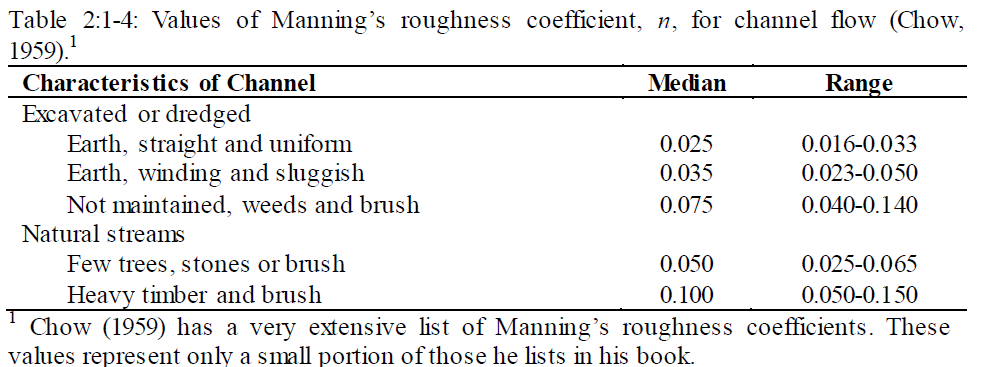 Table 2:1-4: Values of Manning's roughness coefficient, n, for channel flow (Chow,
1959).1
Characteristics of Channel Median Range
Excavated or dredged
Earth, straight and uniform 0.025 0.016-0.033
Earth, winding and sluggish 0.035 0.023-0.050
Not maintained, weeds and brush 0.075 0.040-0.140
Natural streams
Few trees, stones or brush 0.050 0.025-0.065
Heavy timber and brush 0.100 0.050-0.150
1 Chow (1959) has a very extensive list of Manning's roughness coefficients. These
values represent only a small portion of those he lists in his book.